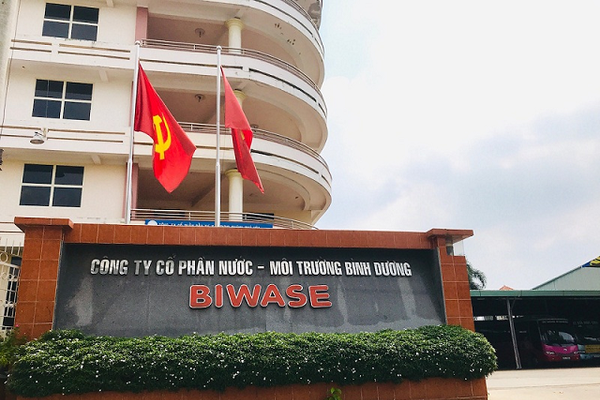 CÔNG TY CỔ PHẦN NƯỚC - MÔI TRƯỜNG BÌNH DƯƠNG
BIWASE